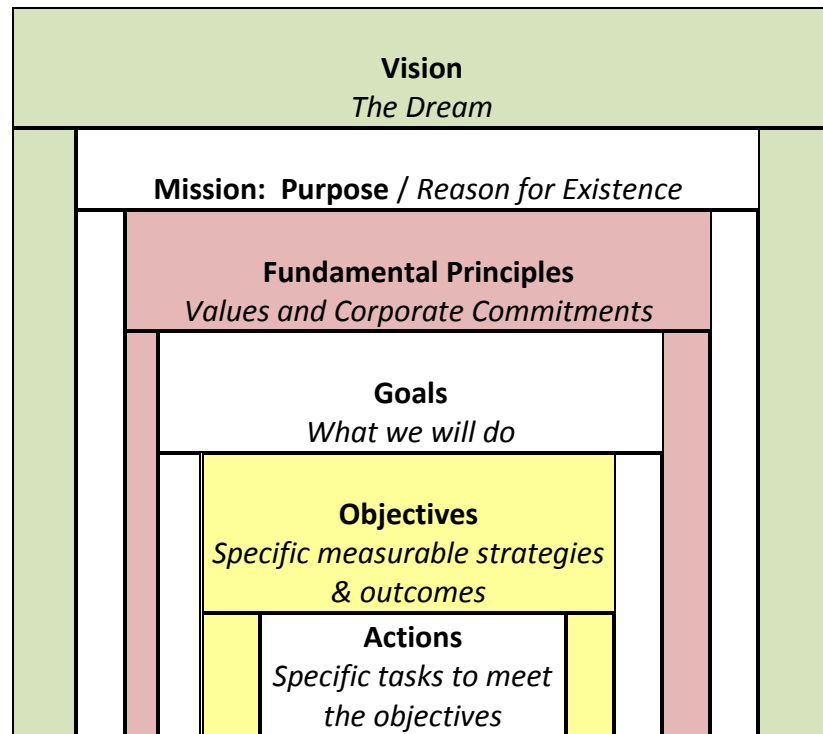 Vision
The Dream
Mission:  Purpose / Reason for Existence
Fundamental Principles
Values and Corporate Commitments
Goals
What we will do
Objectives
Specific measurable strategies
& outcomes
Actions
Specific tasks to meet
the objectives